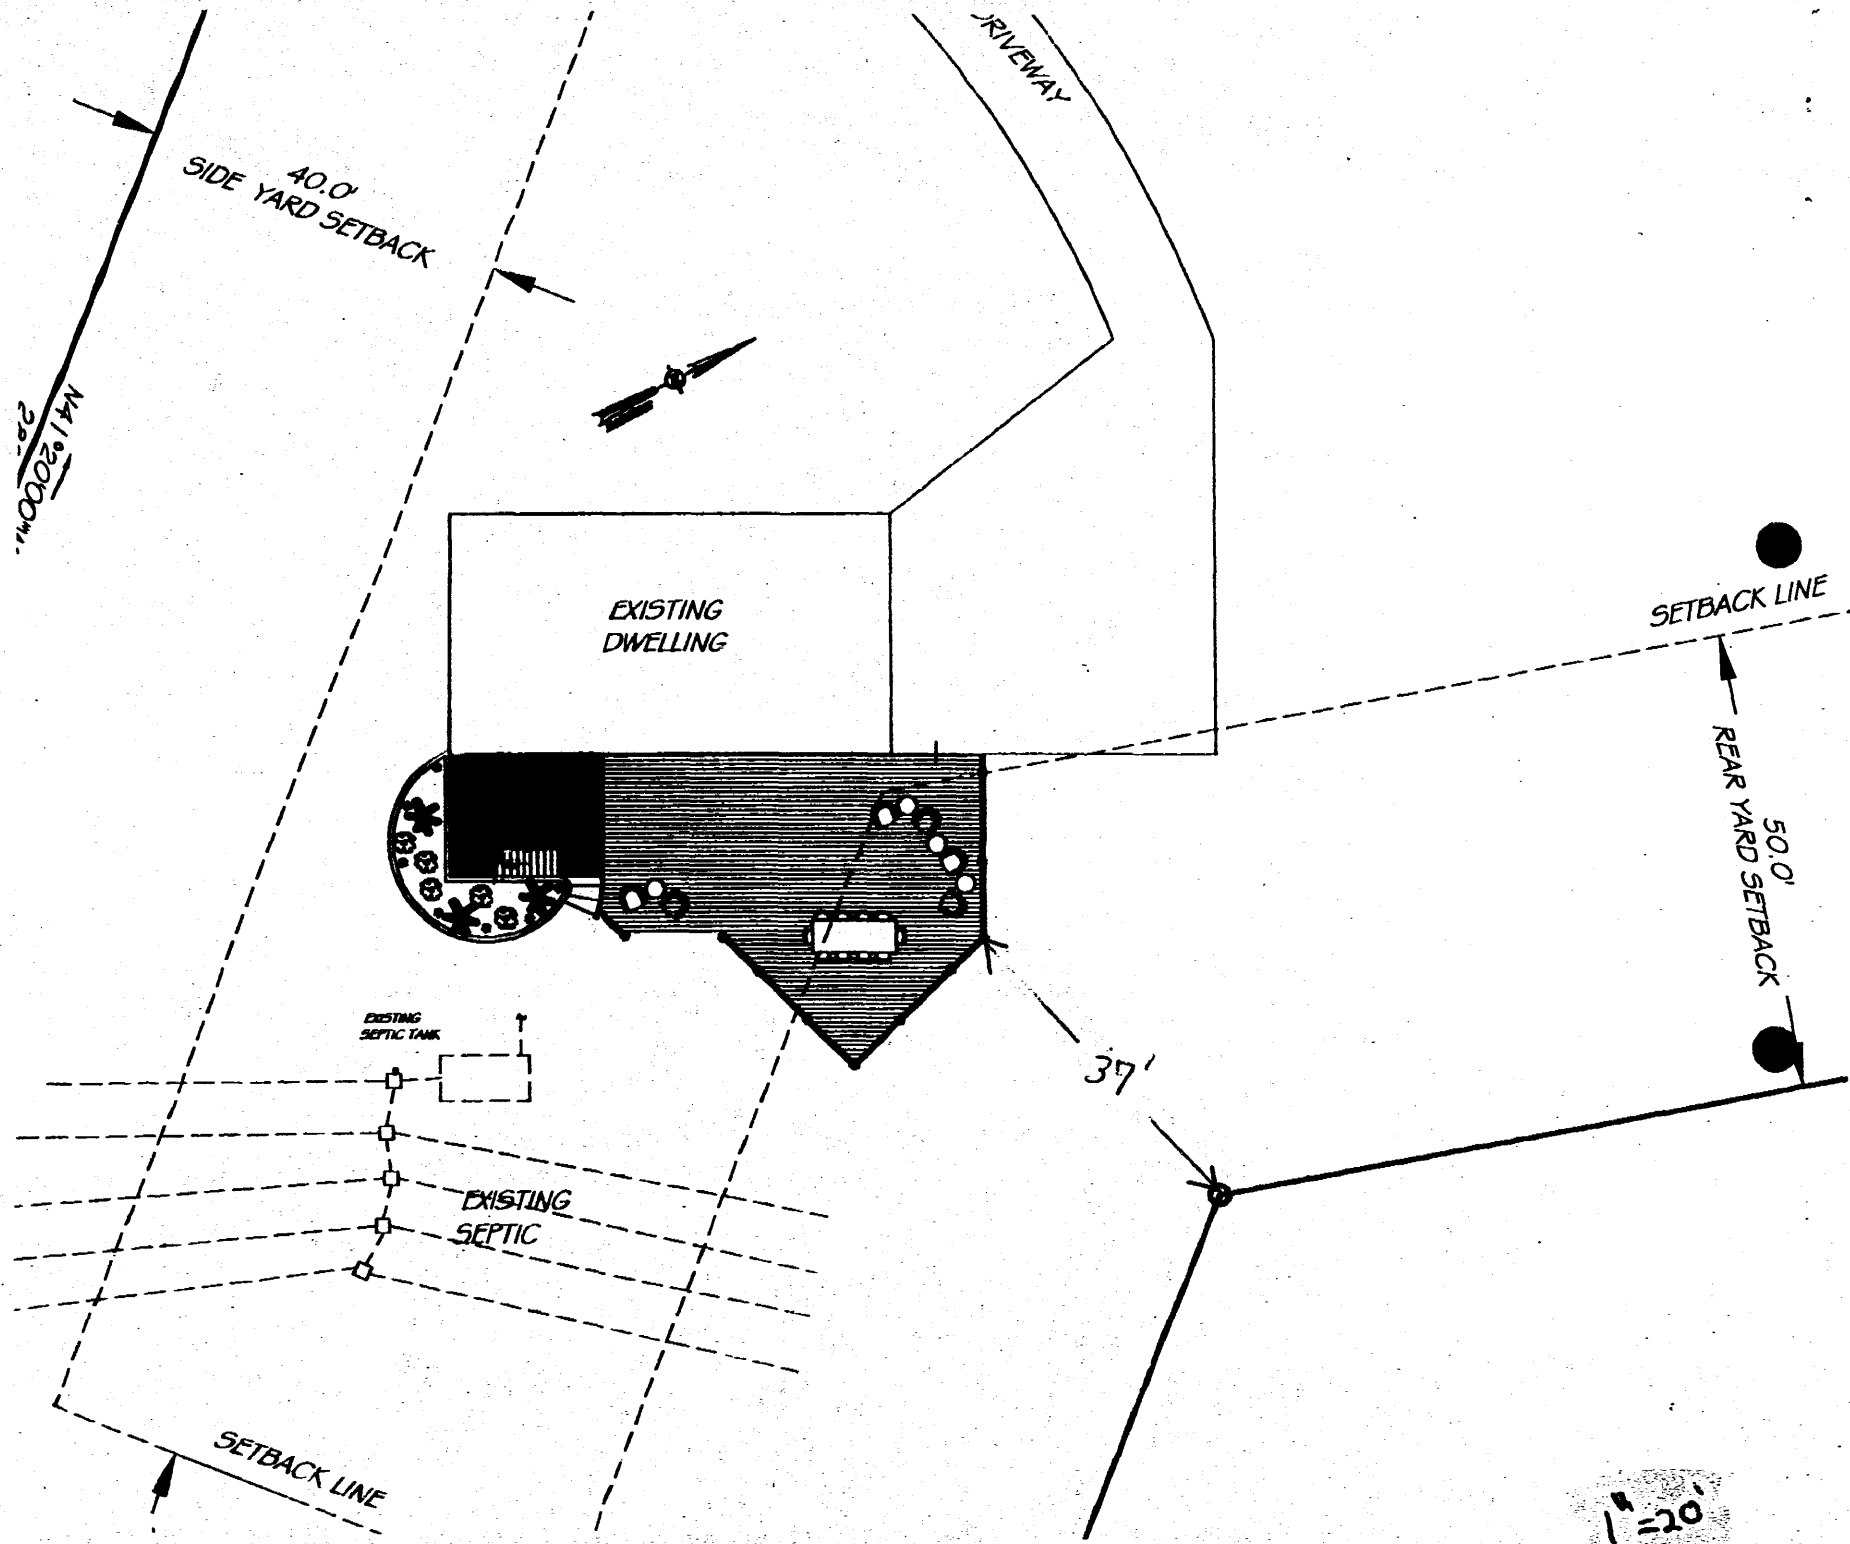 DRIVEWAY
40.0'
SIDE YARD SETBACK
N41°20'00"
EXISTING
DWELLING
SETBACK LINE
50.0'
REAR YARD SETBACK
EXISTING
SEPTIC TANK
37'
EXISTING
SEPTIC
SETBACK LINE
1"=20'